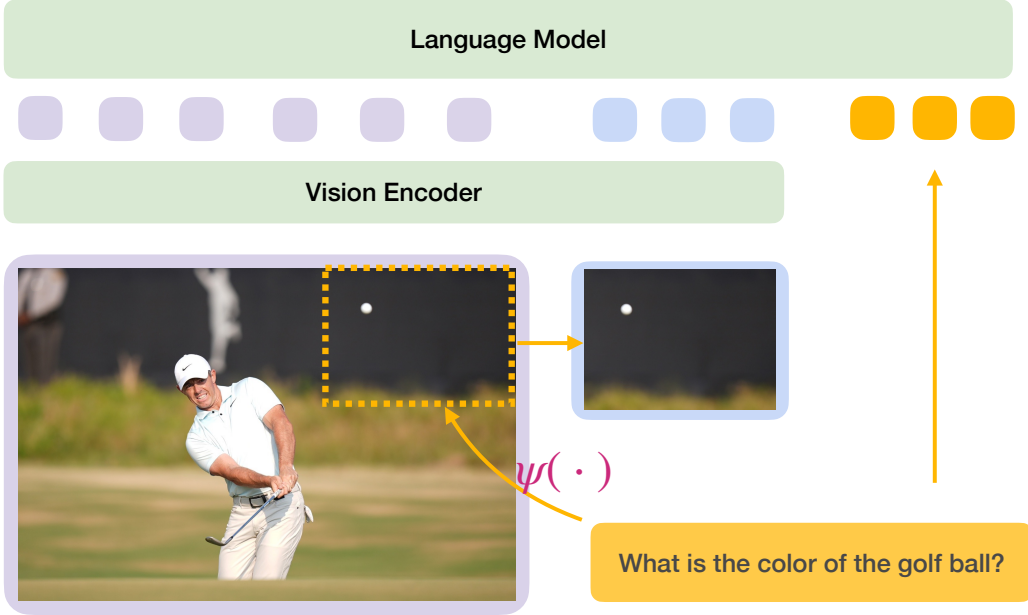 Language Model
Vision Encoder
ψ( · )
What is the color of the golf ball?